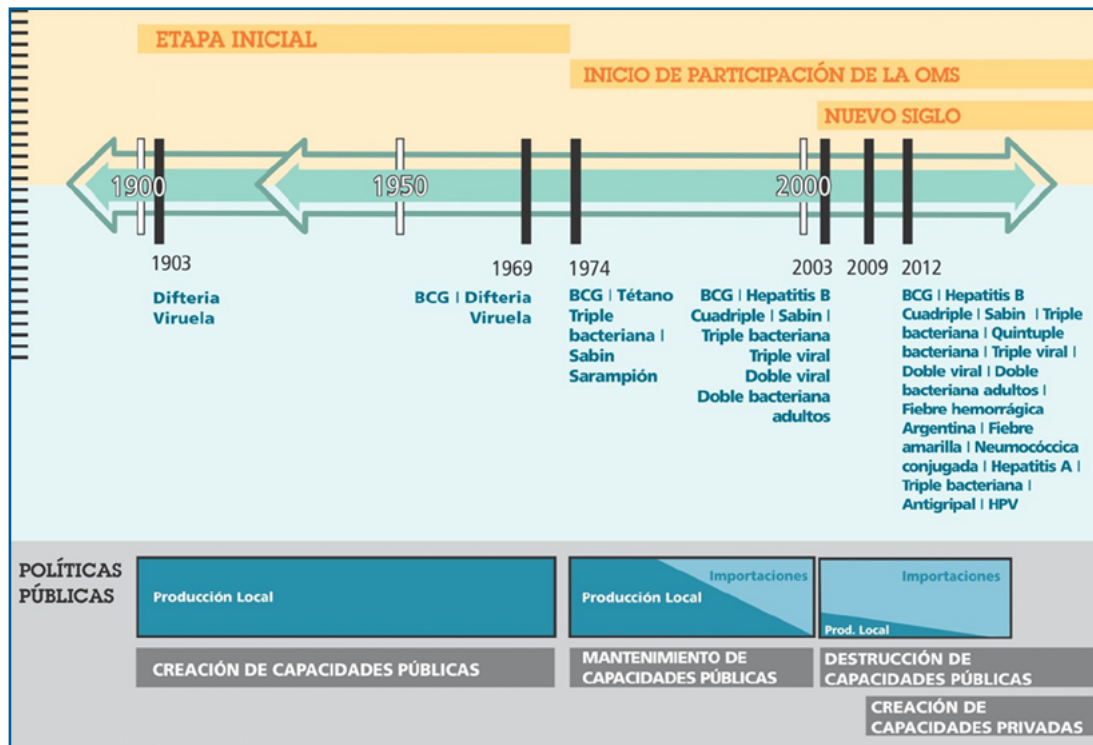 ETAPA INICIAL
INICIO DE PARTICIPACIÓN DE LA OMS
NUEVO SIGLO
1900
1950
2000
1903
1969
1974
2003
2009
2012
Difteria
Viruela
BCG | Difteria
Viruela
BCG | Tétano
Triple
bacteriana |
Sabin
Sarampión
BCG | Hepatitis B
Cuadriple | Sabin |
Triple bacteriana
Triple viral
Doble viral
Doble bacteriana
adultos
BCG | Hepatitis B
Cuadriple | Sabin | Triple
bacteriana | Quintuple
bacteriana | Triple viral |
Doble viral | Doble
bacteriana adultos |
Fiebre hemorrágica
Argentina | Fiebre
amarilla | Neumocóccica
conjugada | Hepatitis A |
Triple bacteriana |
Antigripal | HPV
POLÍTICAS
PÚBLICAS
Producción Local
Producción Local
Importaciones
Importaciones
Prod. Local
CREACIÓN DE CAPACIDADES PÚBLICAS
MANTENIMIENTO DE
CAPACIDADES PÚBLICAS
DESTRUCCIÓN DE
CAPACIDADES PÚBLICAS
CREACIÓN DE
CAPACIDADES PRIVADAS